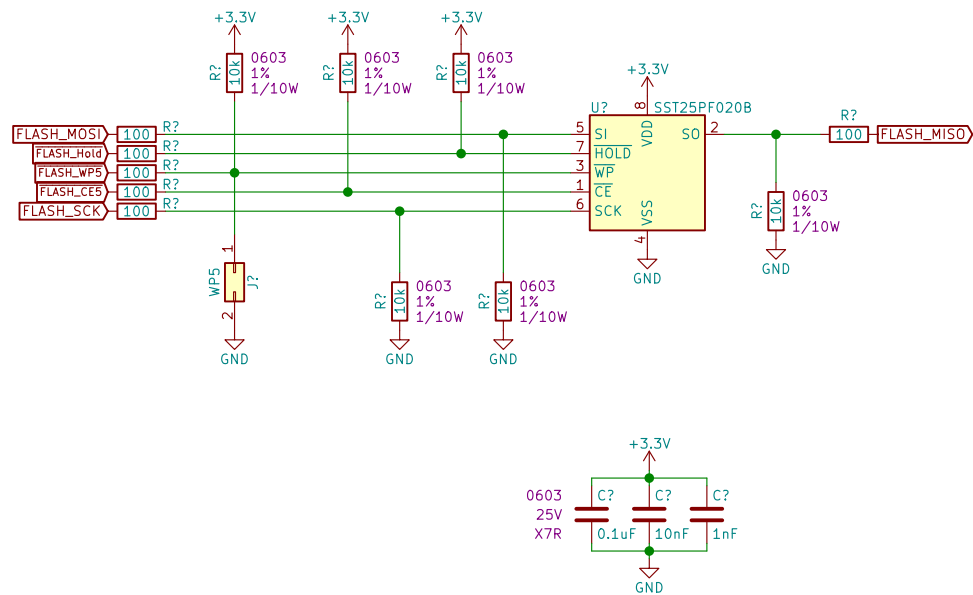 +3.3V
+3.3V
+3.3V
R?
10k
0603
1%
1/10W
R?
10k
0603
1%
1/10W
R?
10k
0603
1%
1/10W
+3.3V
U?
8
SST25PF020B
VDD
FLASH_MOSI
100
R?
5
SI
SO
2
R?
100
FLASH_MISO
FLASH_Hold
100
R?
7
HOLD
FLASH_WP5
100
R?
3
WP
FLASH_CE5
100
R?
1
CE
FLASH_SCK
100
R?
6
SCK
VSS
4
GND
R?
10k
0603
1%
1/10W
GND
1
WP5
J?
2
GND
R?
10k
0603
1%
1/10W
GND
R?
10k
0603
1%
1/10W
GND
+3.3V
0603
25V
X7R
C?
0.1uF
C?
10nF
C?
1nF
GND